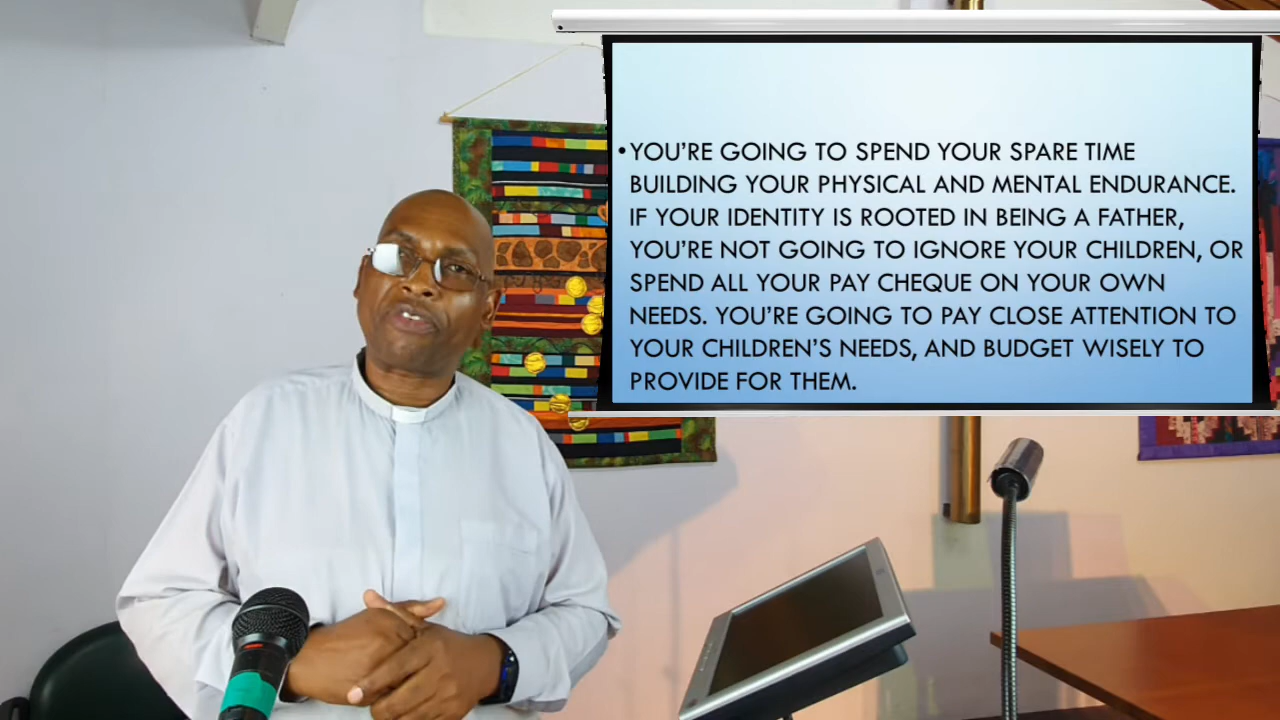 •YOU'RE GOING TO SPEND YOUR SPARE TIME
BUILDING YOUR PHYSICAL AND MENTAL ENDURANCE.
IF YOUR IDENTITY IS ROOTED IN BEING A FATHER,
YOU'RE NOT GOING TO IGNORE YOUR CHILDREN, OR
SPEND ALL YOUR PAY CHEQUE ON YOUR OWN
NEEDS. YOU'RE GOING TO PAY CLOSE ATTENTION TO
YOUR CHILDREN'S NEEDS, AND BUDGET WISELY TO
PROVIDE FOR THEM.